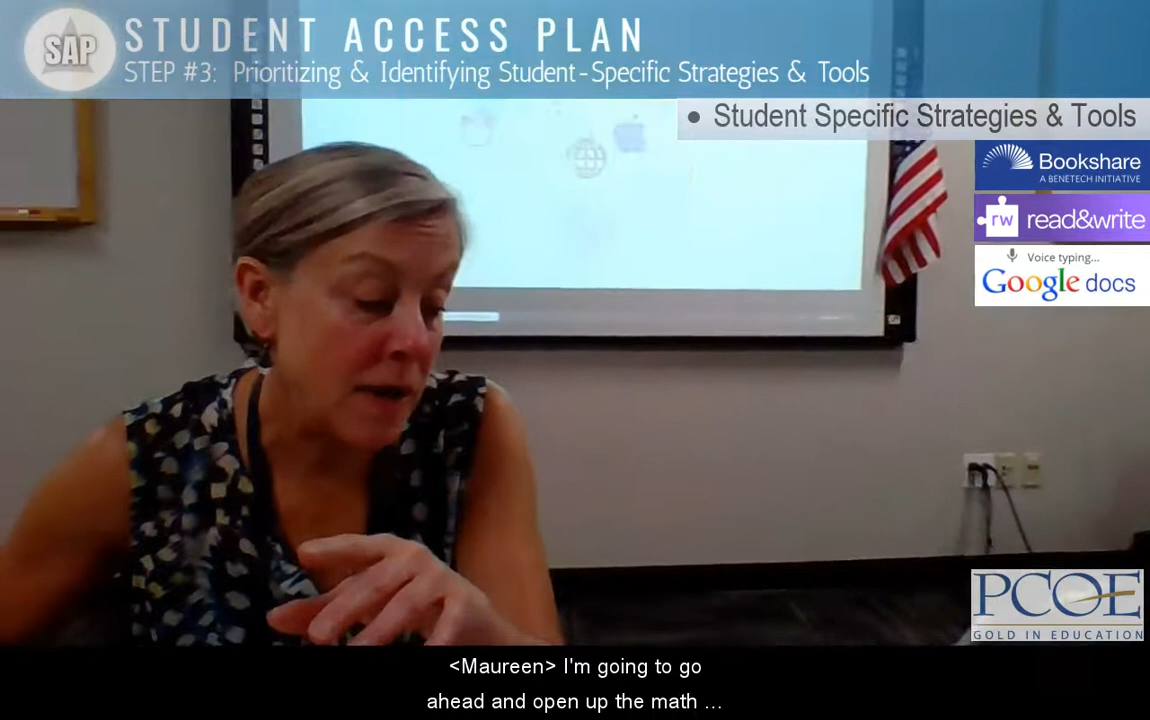 SAP
STUDENT ACCESS PLAN
STEP #3: Prioritizing & Identifying Student-Specific Strategies & Tools
• Student Specific Strategies & Tools
Bookshare
A BENETECH INITIATIVE
rw read&write
Voice typing...
Google docs
PCOE
GOLD IN EDUCATION
<Maureen> I'm going to go
ahead and open up the math ...